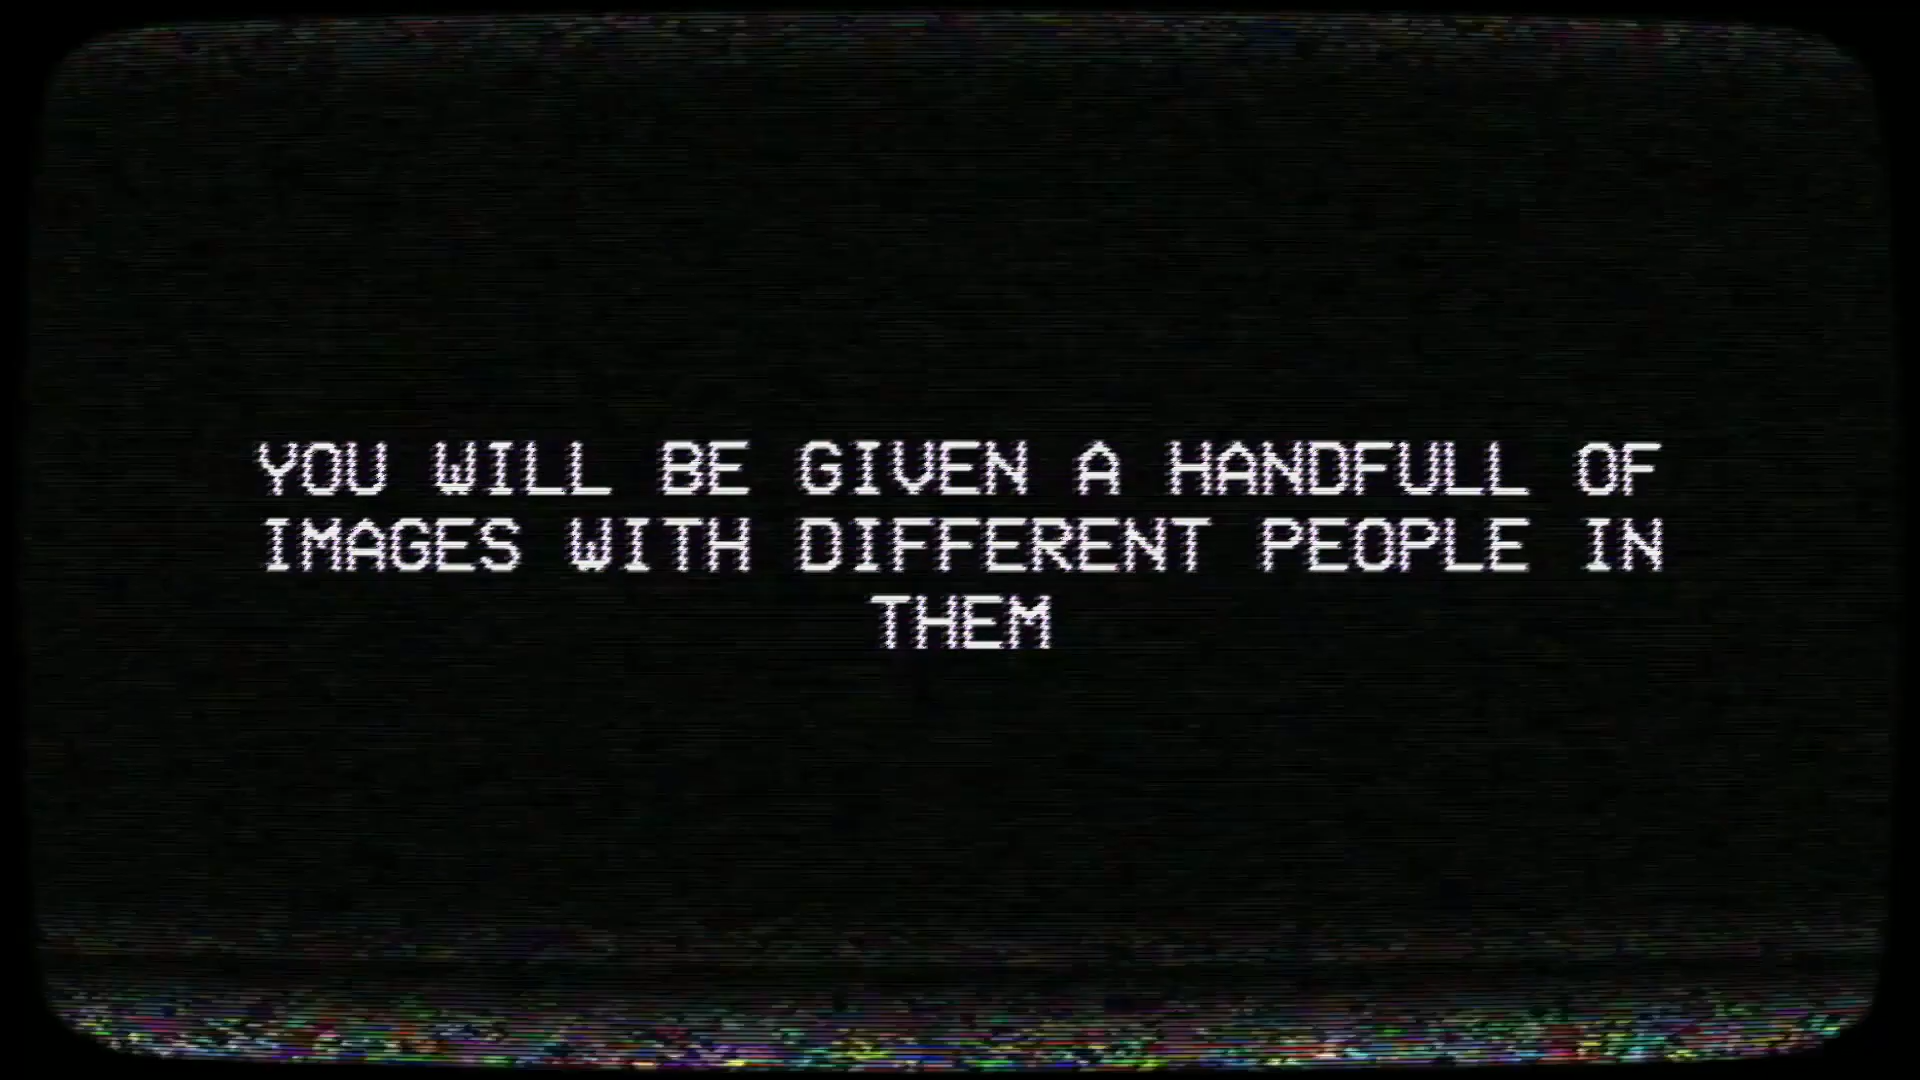 YOU WILL BE GIVEN A HANDFULL OF
IMAGES WITH DIFFERENT PEOPLE IN
THEM